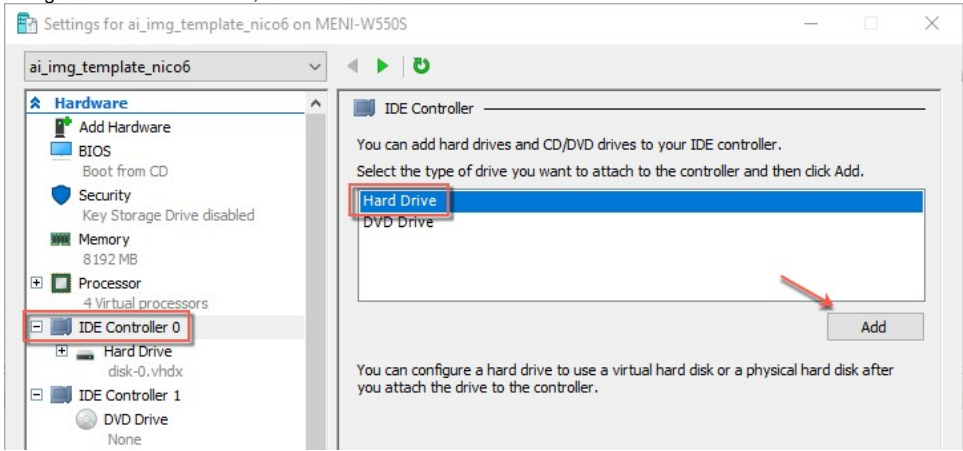 Settings for ai_img_template_nico6 on MENI-W550S
ai_img_template_nico6
Hardware
Add Hardware
BIOS
Boot from CD
Security
Key Storage Drive disabled
Memory
8192 MB
Processor
4 Virtual processors
IDE Controller 0
Hard Drive
disk-0.vhdx
IDE Controller 1
DVD Drive
None
IDE Controller
You can add hard drives and CD/DVD drives to your IDE controller.
Select the type of drive you want to attach to the controller and then click Add.
Hard Drive
DVD Drive
Add
You can configure a hard drive to use a virtual hard disk or a physical hard disk after
you attach the drive to the controller.